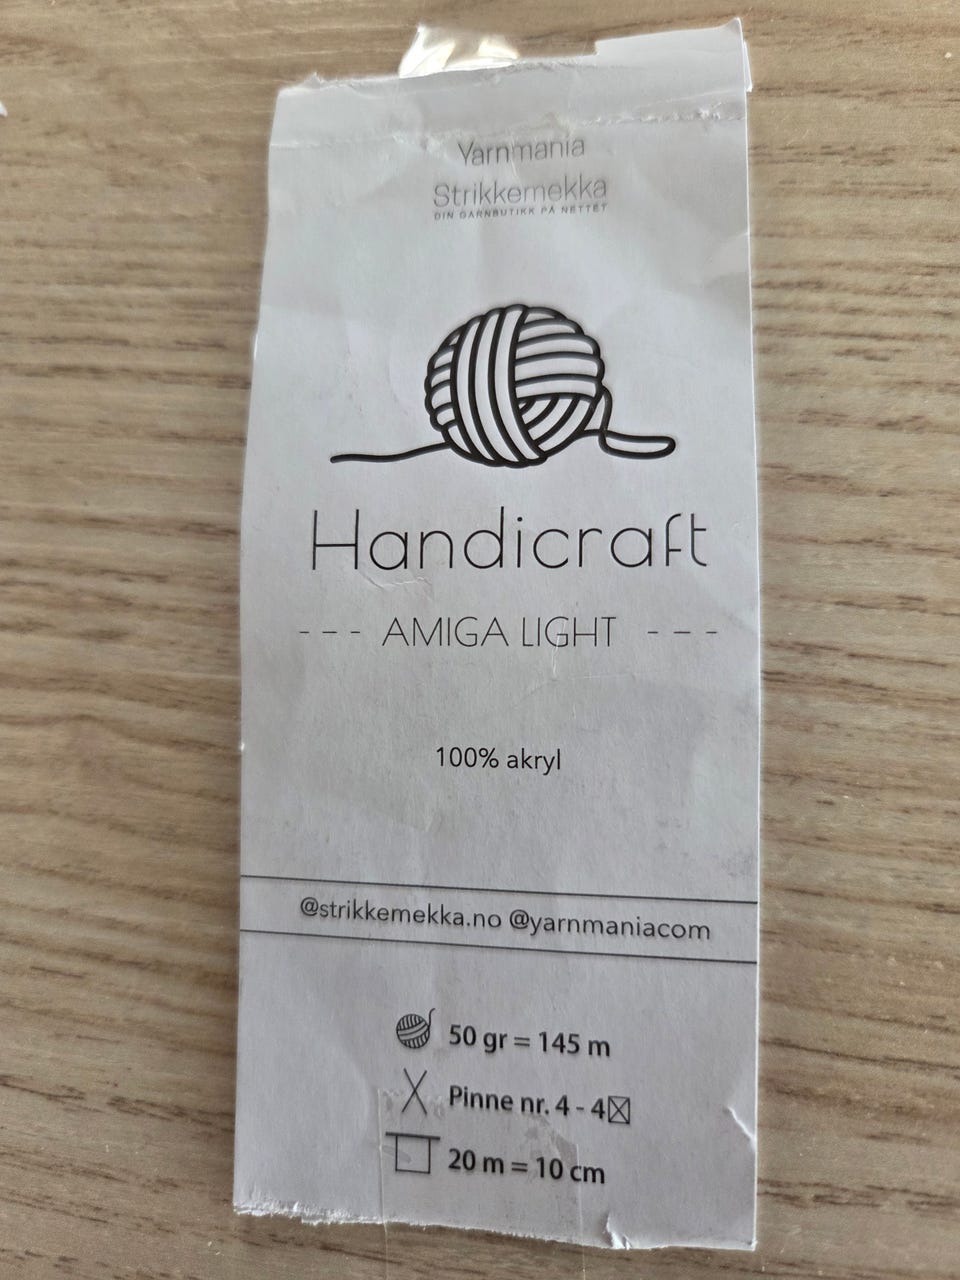 Yarnmania
Strikkemekka
DIN GARNBUTIKK PÅ NETTET
Handicraft
--- AMIGA LIGHT ---
100% akryl
@strikkemekka.no @yarnmaniacom
50 gr = 145 m
Pinne nr. 4 - 4☒
20 m = 10 cm